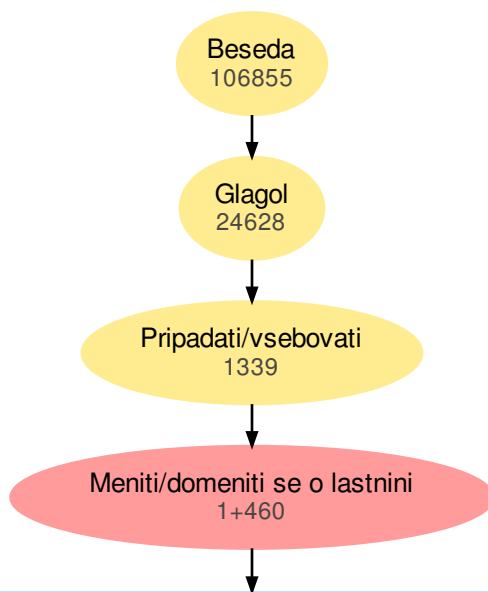 Beseda
106855
Glagol
24628
Pripadati/vsebovati
1339
Meniti/domeniti se o lastnini
1+460